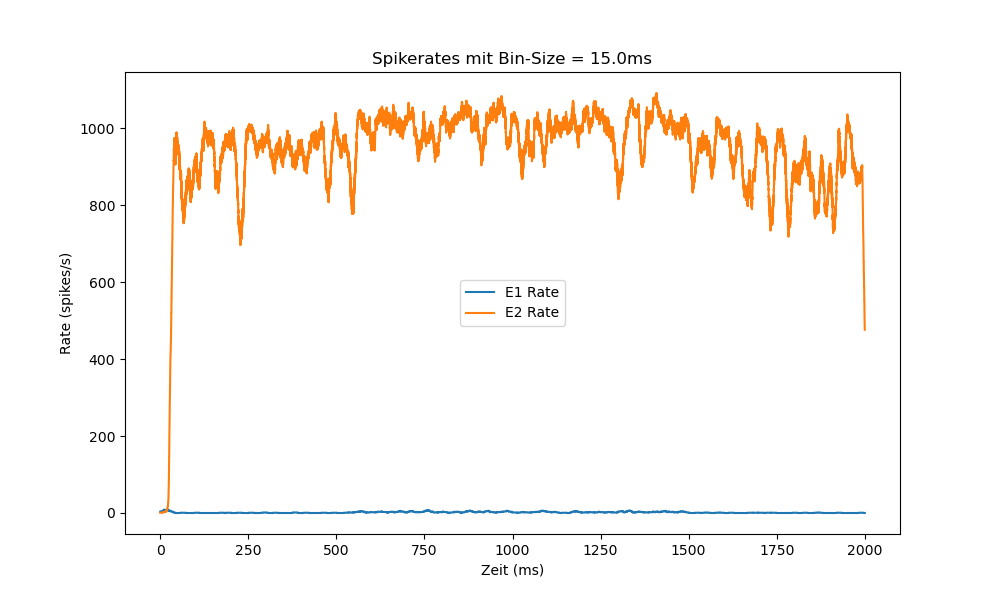 Spikerates mit Bin-Size = 15.0ms
Rate (spikes/s)
1000
800
600
400
200
0
E1 Rate
E2 Rate
0 250 500 750 1000 1250 1500 1750 2000
Zeit (ms)